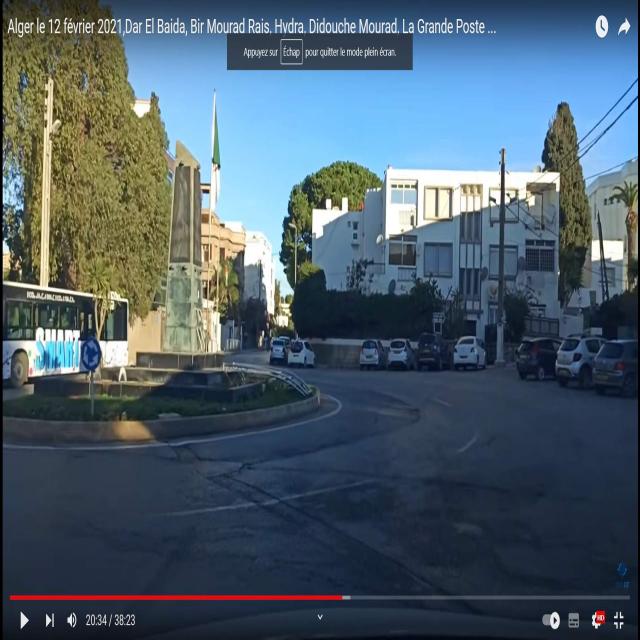 Alger le 12 février 2021,Dar El Baida, Bir Mourad Rais, Hydra, Didouche Mourad, La Grande Poste ...
Appuyez sur Échap pour quitter le mode plein écran.
SMART
20:34 / 38:23
HD